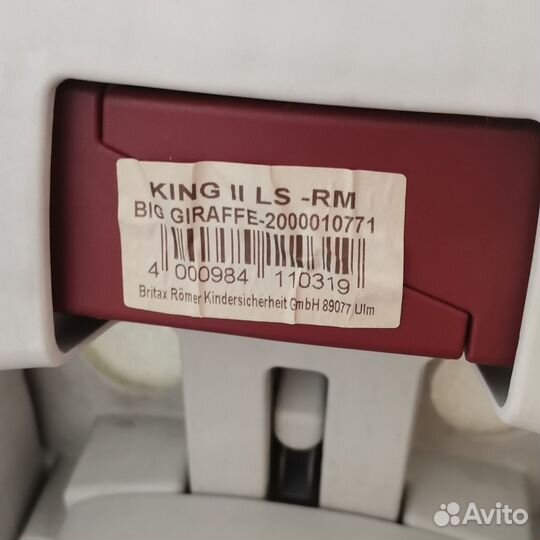 KING II LS -RM
BIG GIRAFFE-2000010771
4 000984 110319
Britax Römer Kindersicherheit GmbH 89077 Ulm
Avito